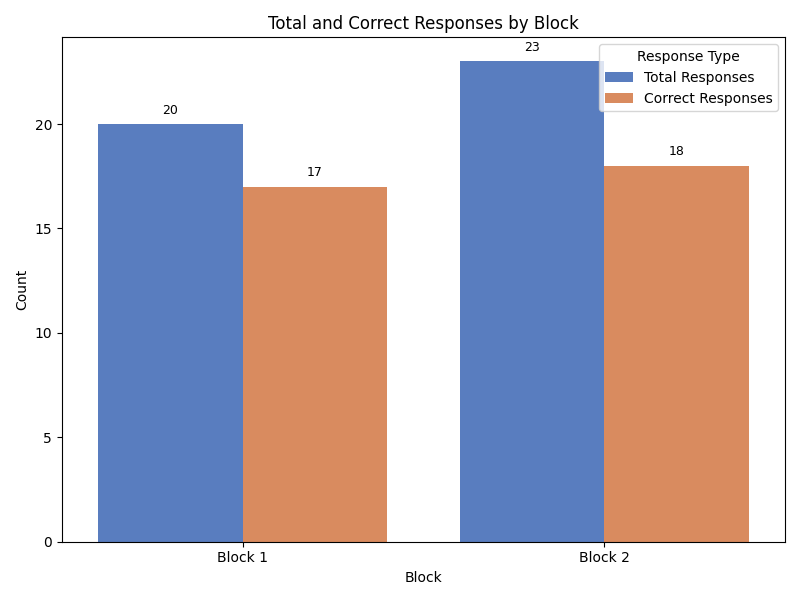 Total and Correct Responses by Block
Response Type
Total Responses
Correct Responses
23
20
18
17
20
15
10
5
0
Count
Block 1
Block 2
Block